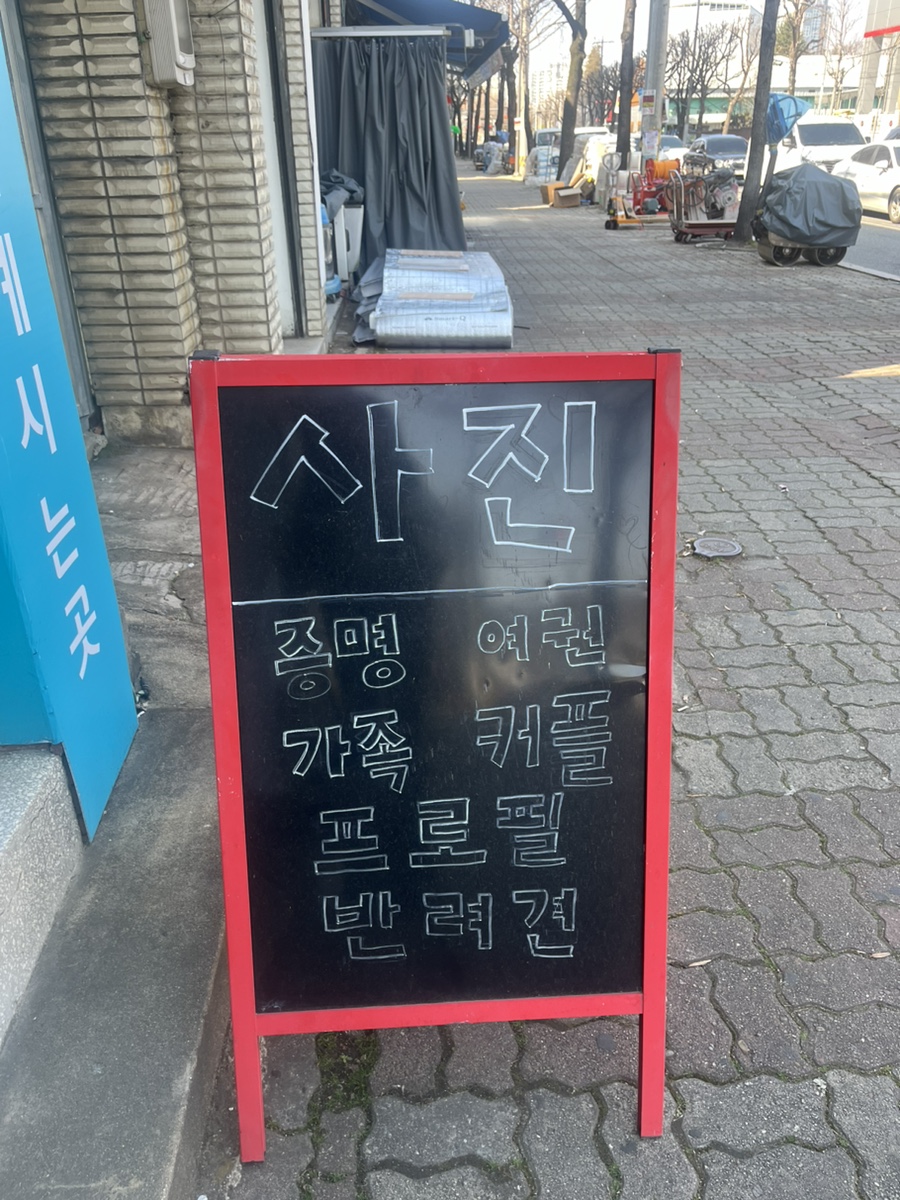 사진
증명 여권
가족 커플
프로필
반려견
계시는곳